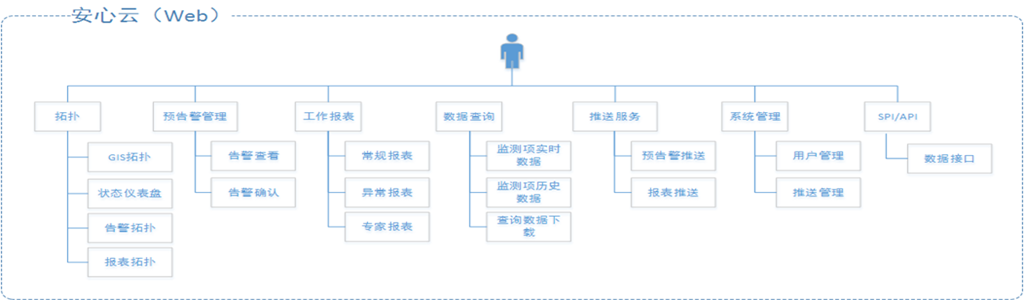 安心云（Web）
拓扑
预告警管理
工作报表
数据查询
推送服务
系统管理
SPI/API
GIS拓扑
状态仪表盘
告警拓扑
报表拓扑
告警查看
告警确认
常规报表
异常报表
专家报表
监测项实时
数据
监测项历史
数据
查询数据下
载
预告警推送
报表推送
用户管理
推送管理
数据接口